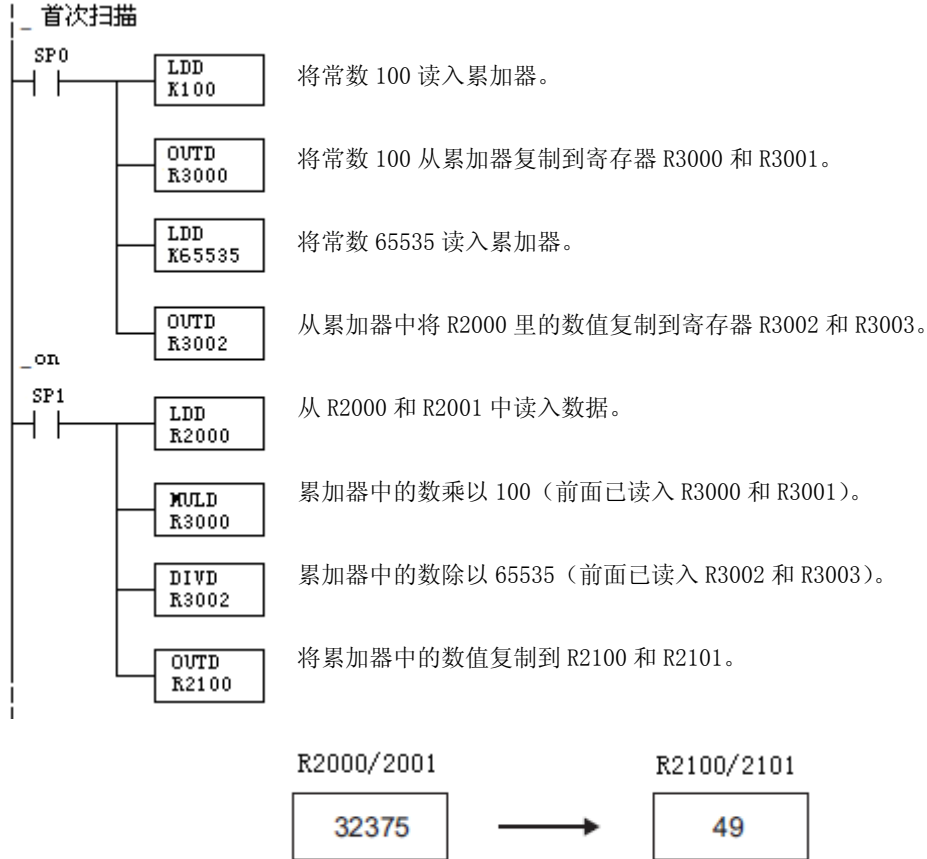 _ 首次扫描
SP0
LDD
K100
将常数 100 读入累加器。
OUTD
R3000
将常数 100 从累加器复制到寄存器 R3000 和 R3001。
LDD
K65535
将常数 65535 读入累加器。
OUTD
R3002
从累加器中将 R2000 里的数值复制到寄存器 R3002 和 R3003。
_on
SP1
LDD
R2000
从 R2000 和 R2001 中读入数据。
MULD
R3000
累加器中的数乘以 100（前面已读入 R3000 和 R3001）。
DIVD
R3002
累加器中的数除以 65535（前面已读入 R3002 和 R3003）。
OUTD
R2100
将累加器中的数值复制到 R2100 和 R2101。
R2000/2001
R2100/2101
32375
49